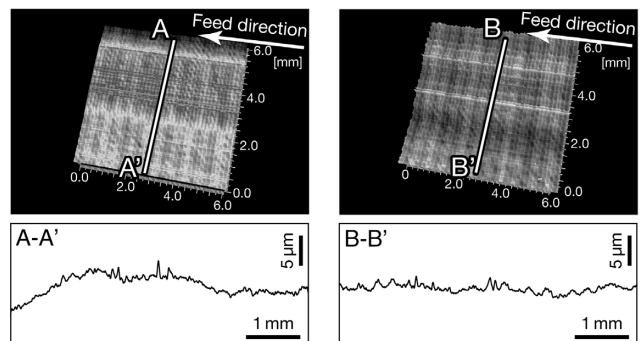 A
Feed direction
6.0
[mm]
4.0
2.0
0.0
A'
0.0
2.0
4.0
6.0
B
Feed direction
6.0
[mm]
4.0
2.0
0.0
B'
0
2.0
4.0
6.0
A-A'
5 µm
1 mm
B-B'
5 µm
1 mm